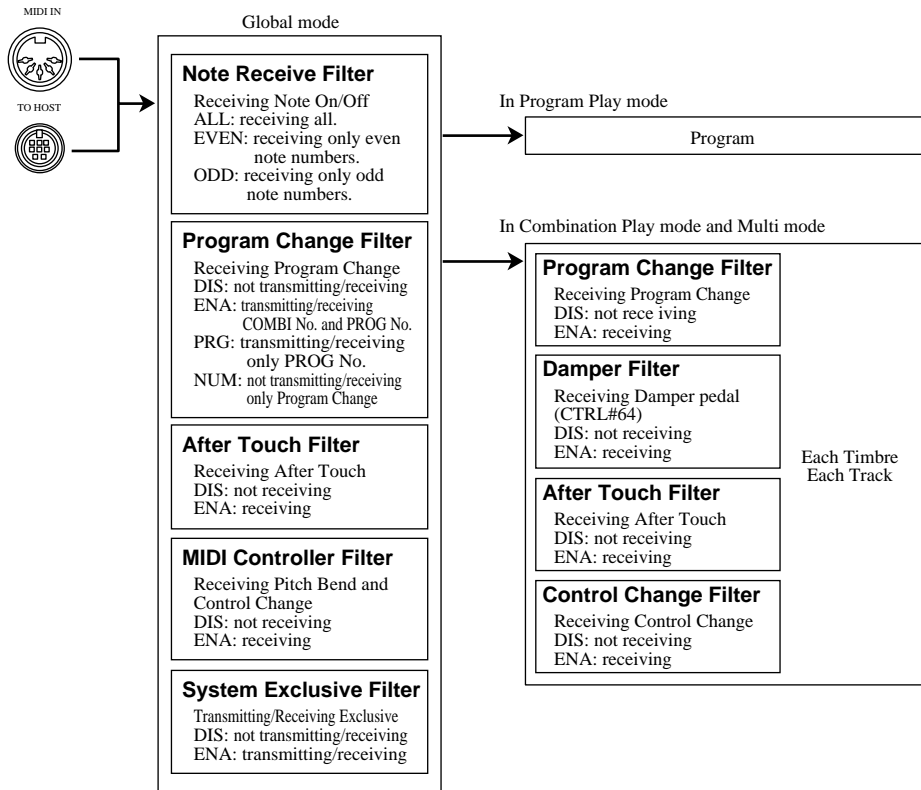 MIDI IN
TO HOST
Global mode
Note Receive Filter
Receiving Note On/Off
ALL: receiving all.
EVEN: receiving only even
note numbers.
ODD: receiving only odd
note numbers.
Program Change Filter
Receiving Program Change
DIS: not transmitting/receiving
ENA: transmitting/receiving
COMBI No. and PROG No.
PRG: transmitting/receiving
only PROG No.
NUM: not transmitting/receiving
only Program Change
After Touch Filter
Receiving After Touch
DIS: not receiving
ENA: receiving
MIDI Controller Filter
Receiving Pitch Bend and
Control Change
DIS: not receiving
ENA: receiving
System Exclusive Filter
Transmitting/Receiving Exclusive
DIS: not transmitting/receiving
ENA: transmitting/receiving
In Program Play mode
Program
In Combination Play mode and Multi mode
Program Change Filter
Receiving Program Change
DIS: not rece iving
ENA: receiving
Damper Filter
Receiving Damper pedal
(CTRL#64)
DIS: not receiving
ENA: receiving
After Touch Filter
Receiving After Touch
DIS: not receiving
ENA: receiving
Control Change Filter
Receiving Control Change
DIS: not receiving
ENA: receiving
Each Timbre
Each Track